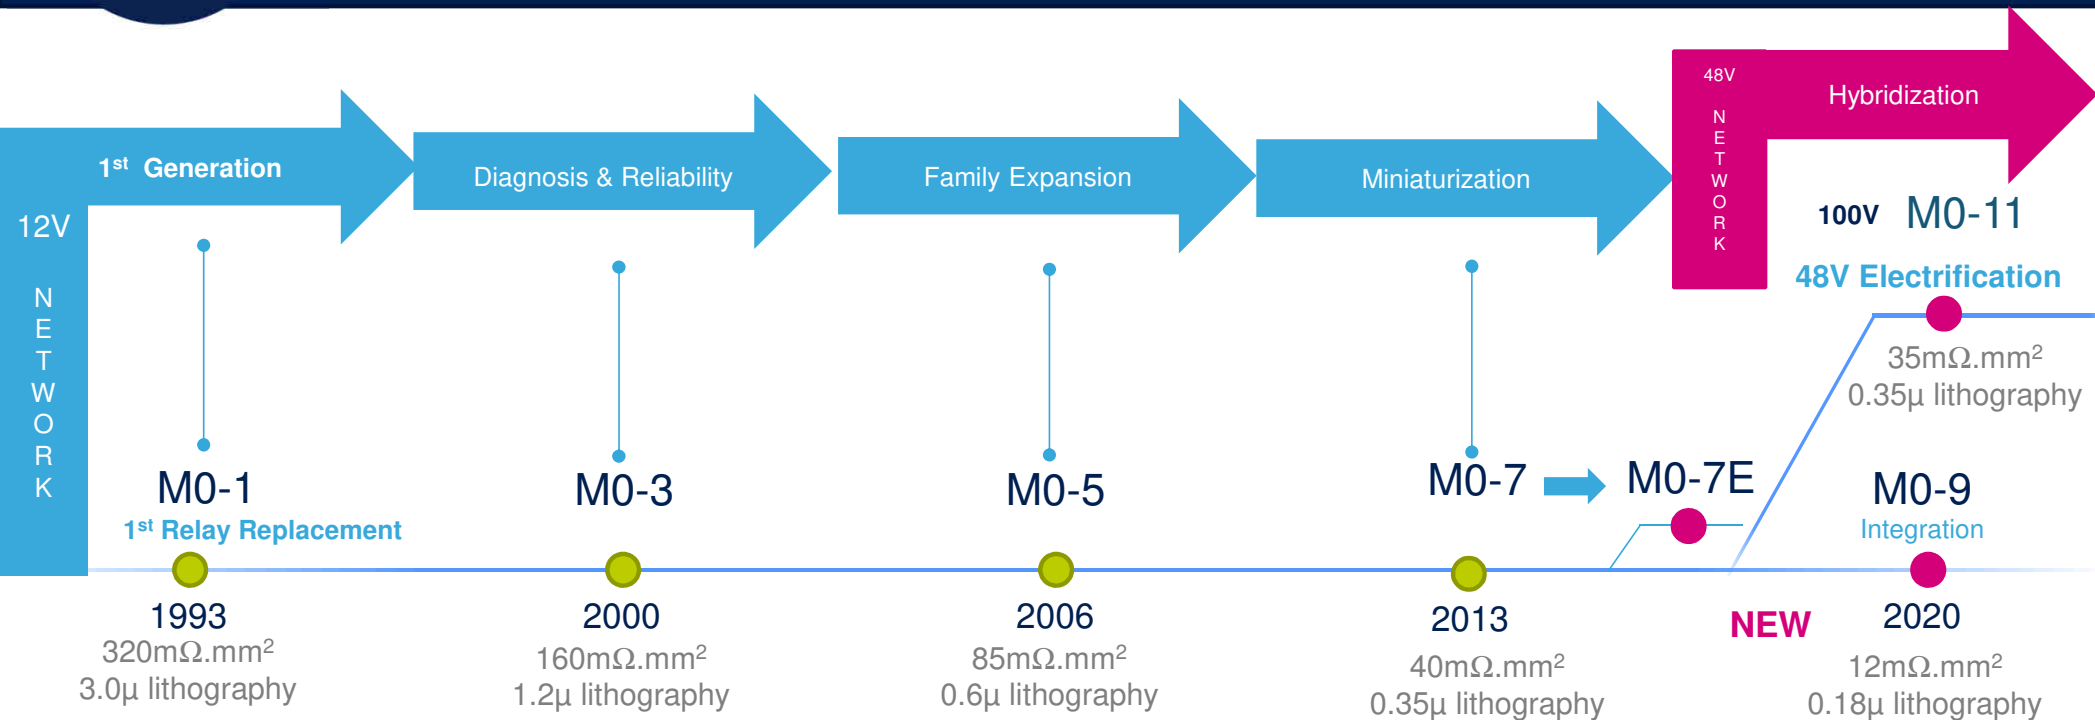 12V
NETWORK
1st Generation
Diagnosis & Reliability
Family Expansion
Miniaturization
48V
NETWORK
Hybridization
100V M0-11
48V Electrification
35mΩ.mm²
0.35µ lithography
M0-1
1st Relay Replacement
1993
320mΩ.mm²
3.0µ lithography
M0-3
2000
160mΩ.mm²
1.2µ lithography
M0-5
2006
85mΩ.mm²
0.6µ lithography
M0-7
2013
40mΩ.mm²
0.35µ lithography
M0-7E
NEW
M0-9
Integration
2020
12mΩ.mm²
0.18µ lithography